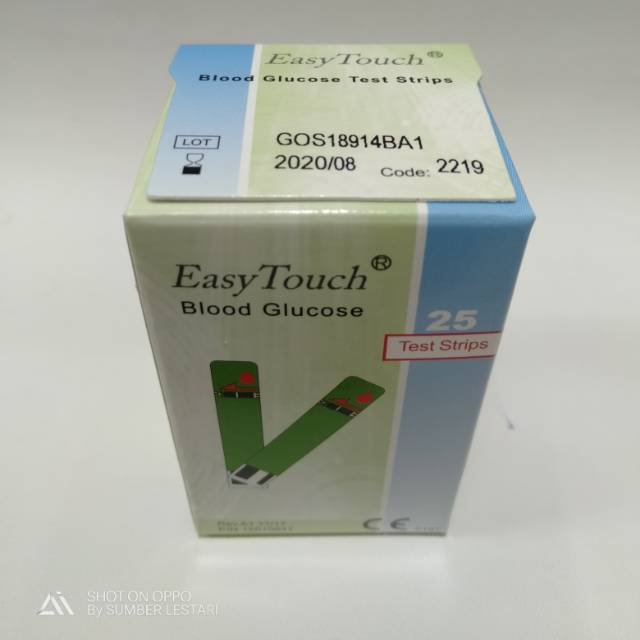 EasyTouch®
Blood Glucose Test Strips
LOT
GOS18914BA1
2020/08 Code: 2219
EasyTouch®
Blood Glucose
25
Test Strips
CE
SHOT ON OPPO
By SUMBER LESTARI